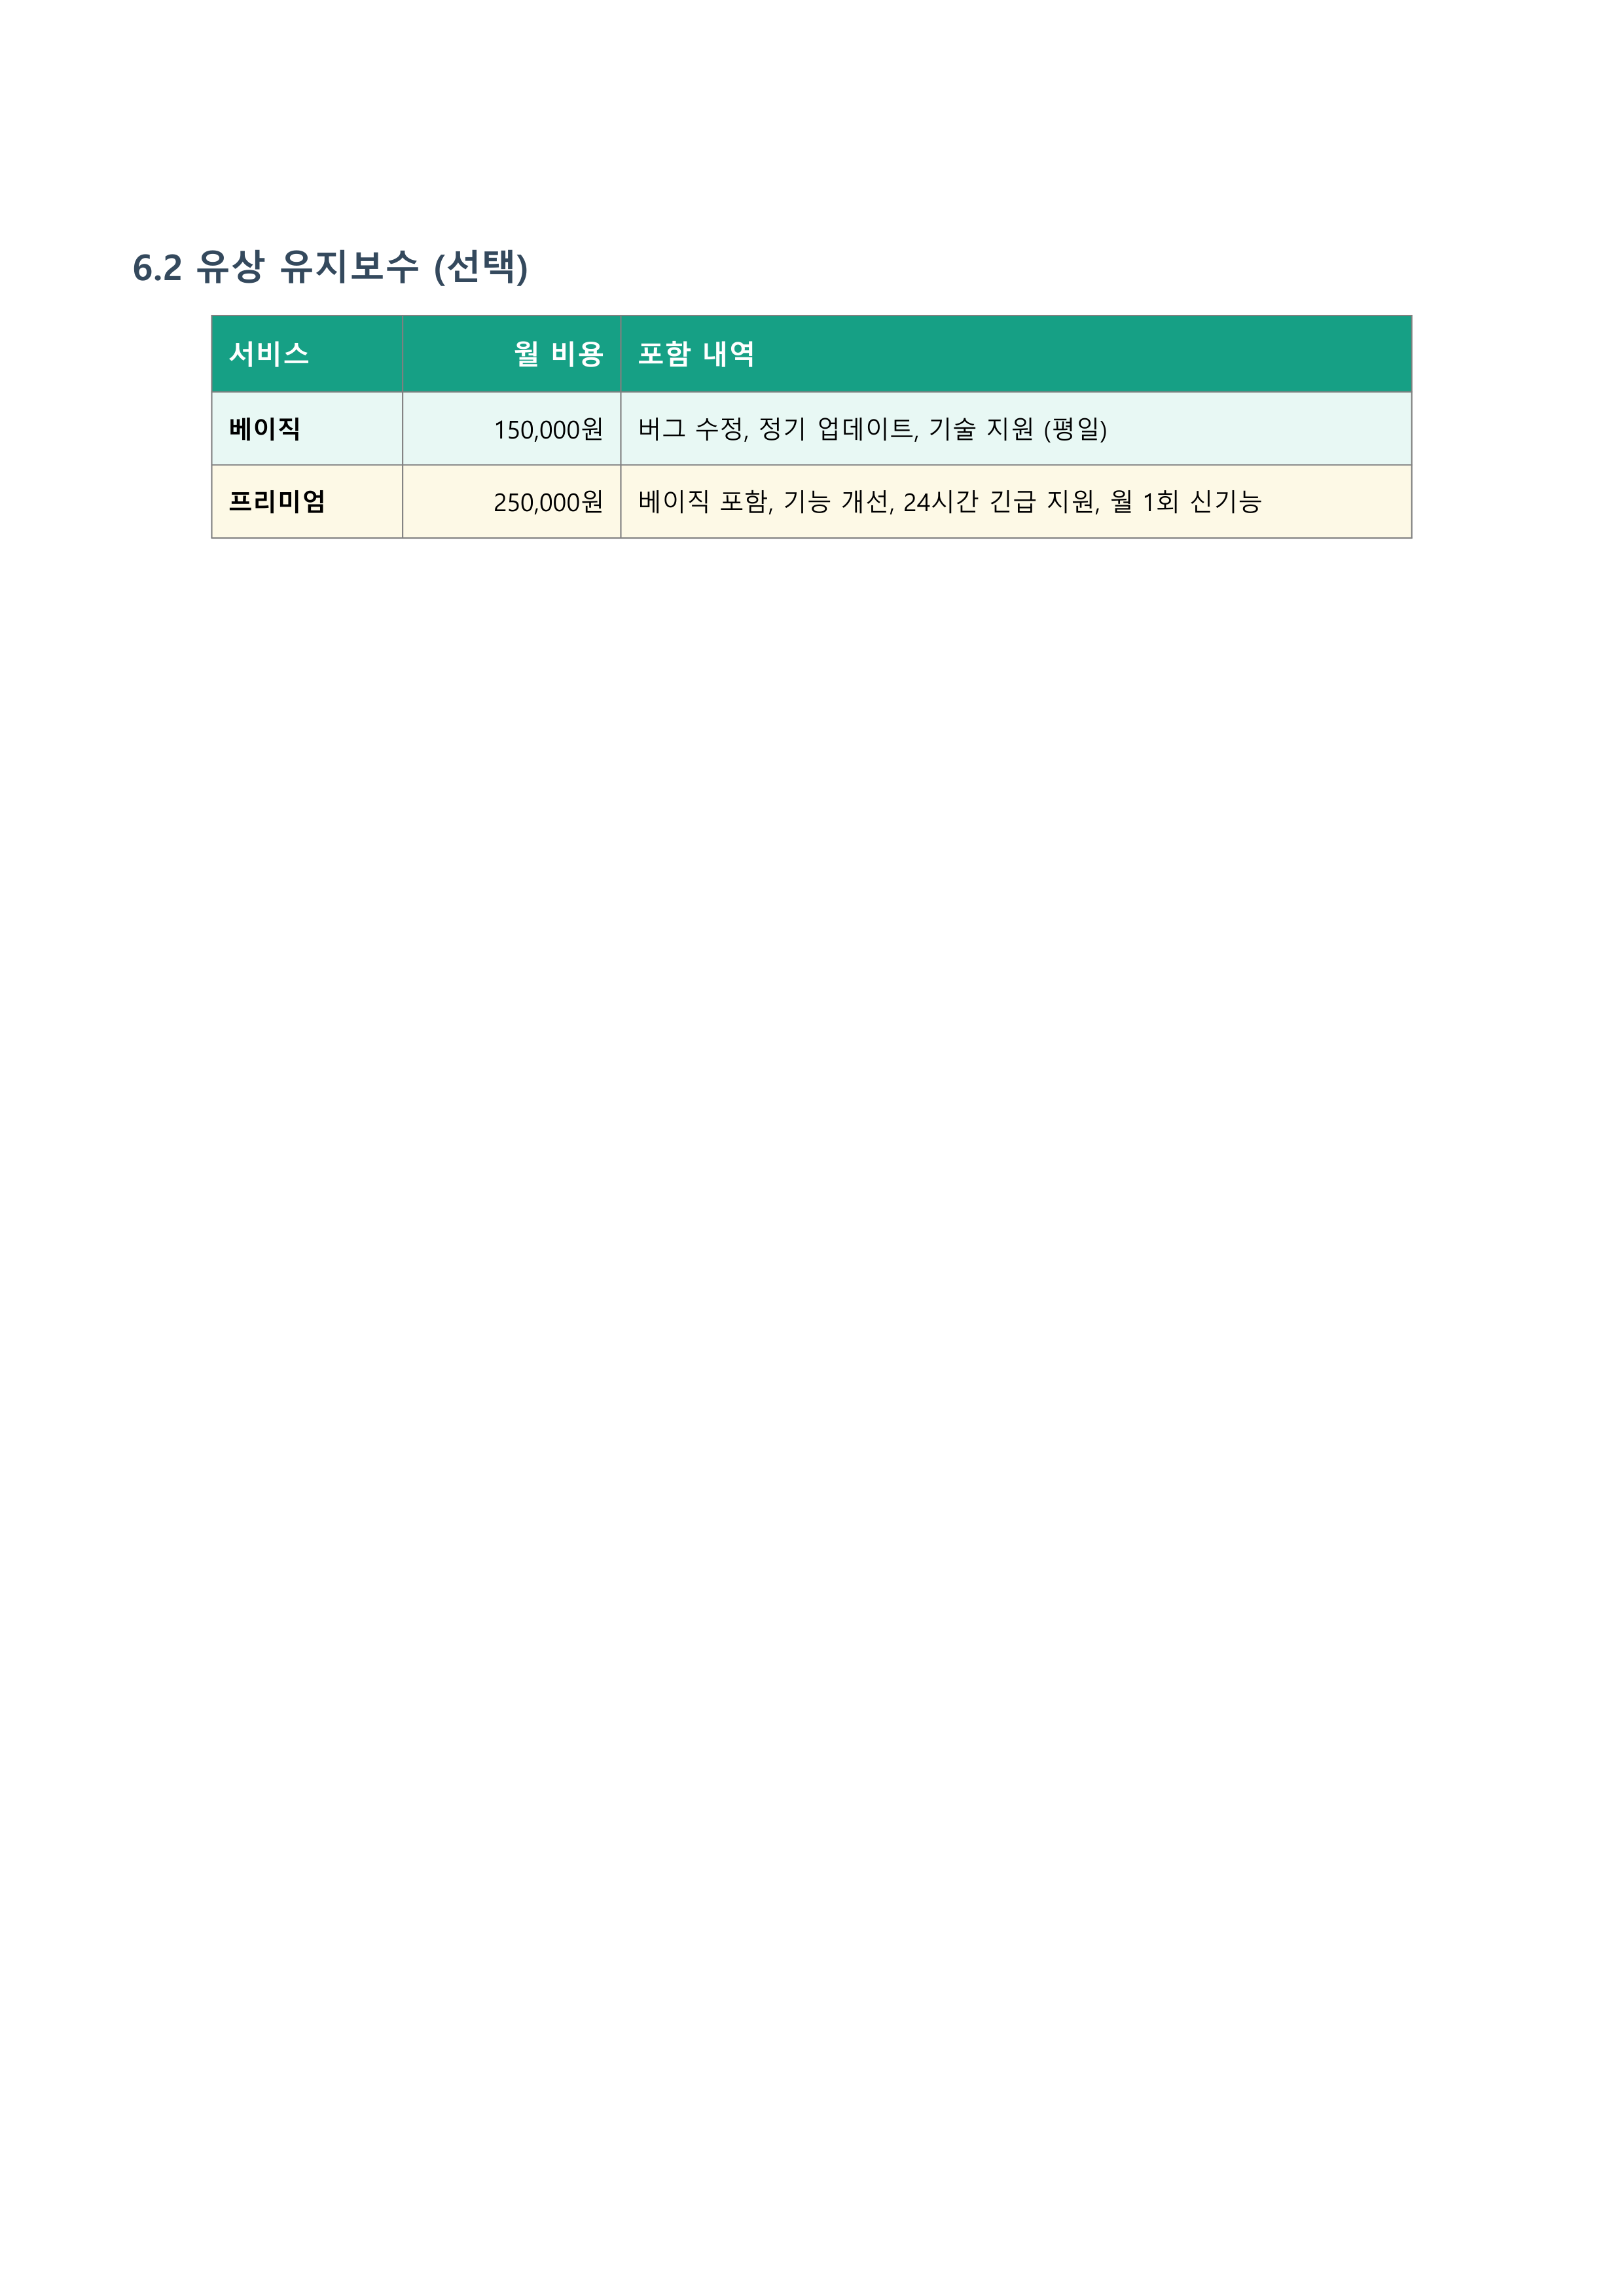 6.2 유상 유지보수 (선택)
서비스 월 비용 포함 내역
베이직 150,000원 버그 수정, 정기 업데이트, 기술 지원 (평일)
프리미엄 250,000원 베이직 포함, 기능 개선, 24시간 긴급 지원, 월 1회 신기능